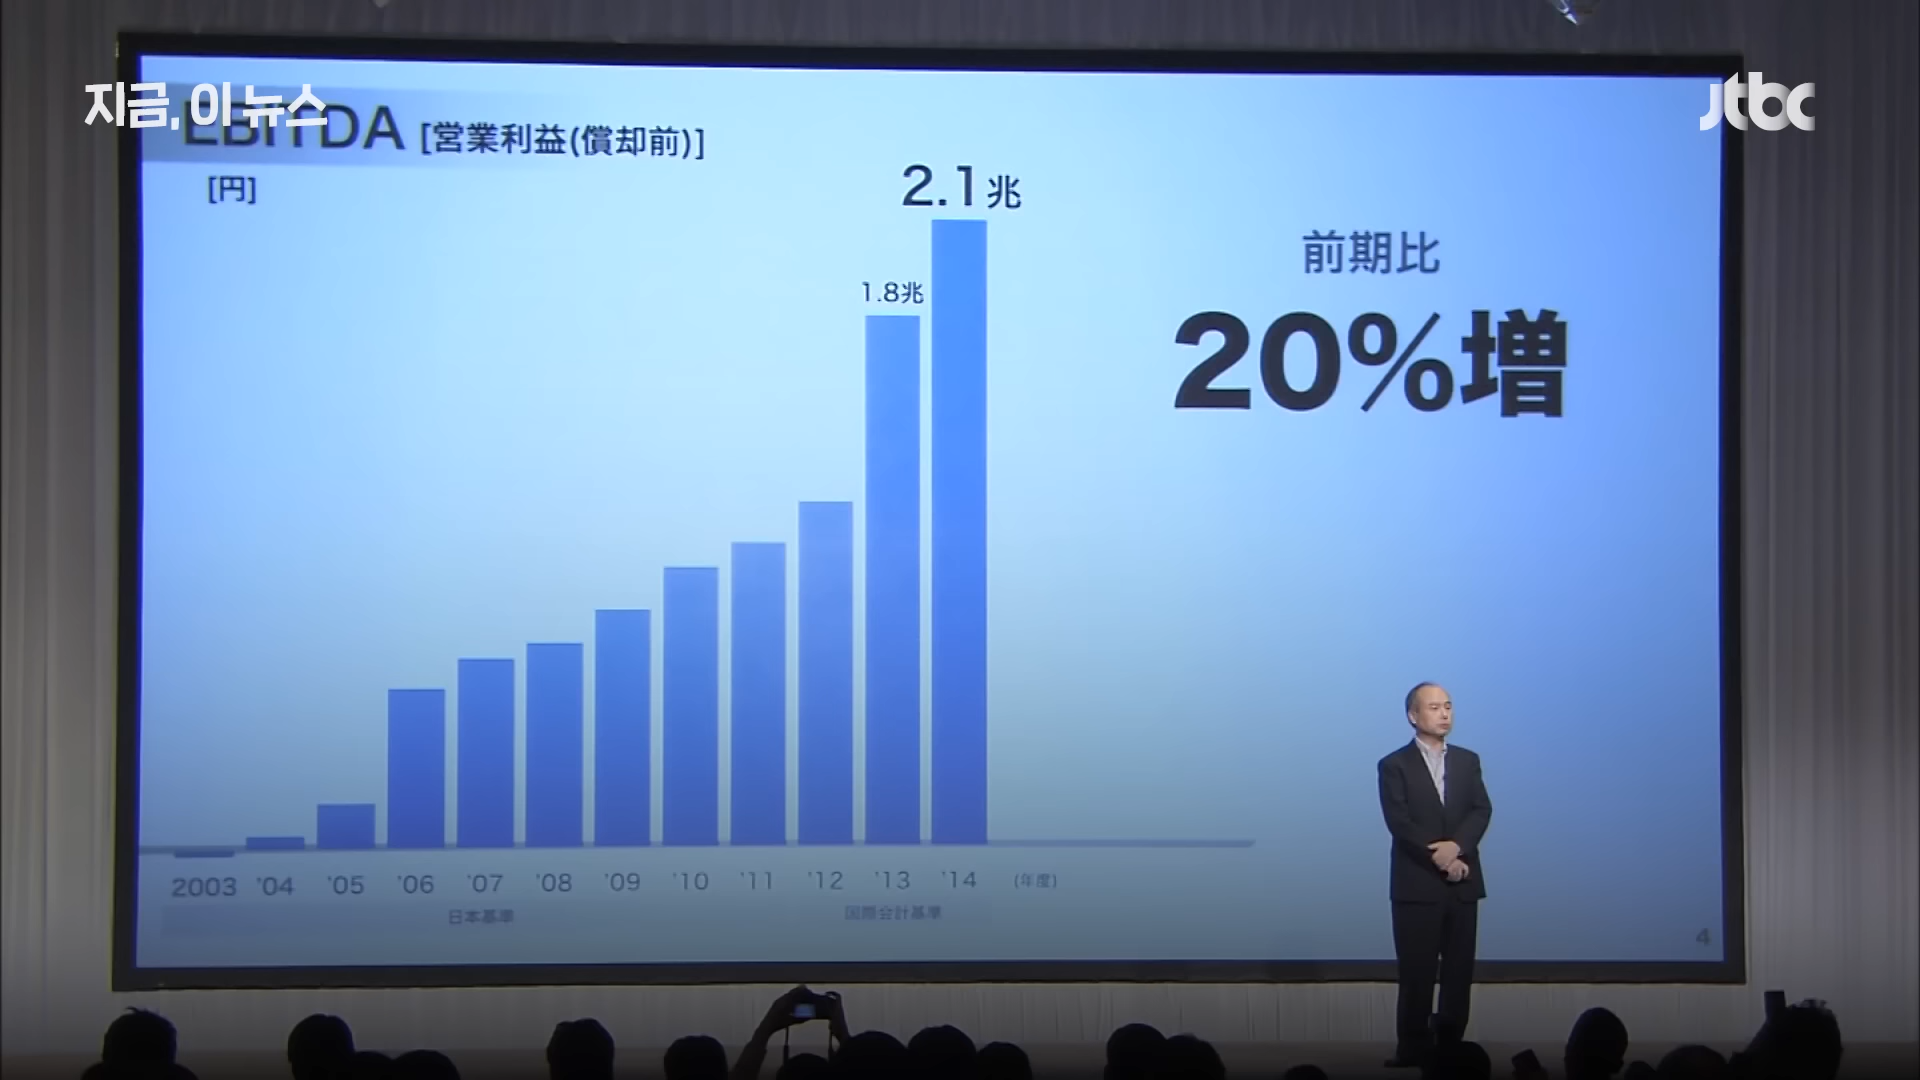 지금, 이 뉴스
jtbc
EBITDA [営業利益(償却前)]
[円]
2.1兆
1.8兆
前期比
20%増
2003 '04 '05 '06 '07 '08 '09 '10 '11 '12 '13 '14 (年度)
日本基準 国際会計基準
4